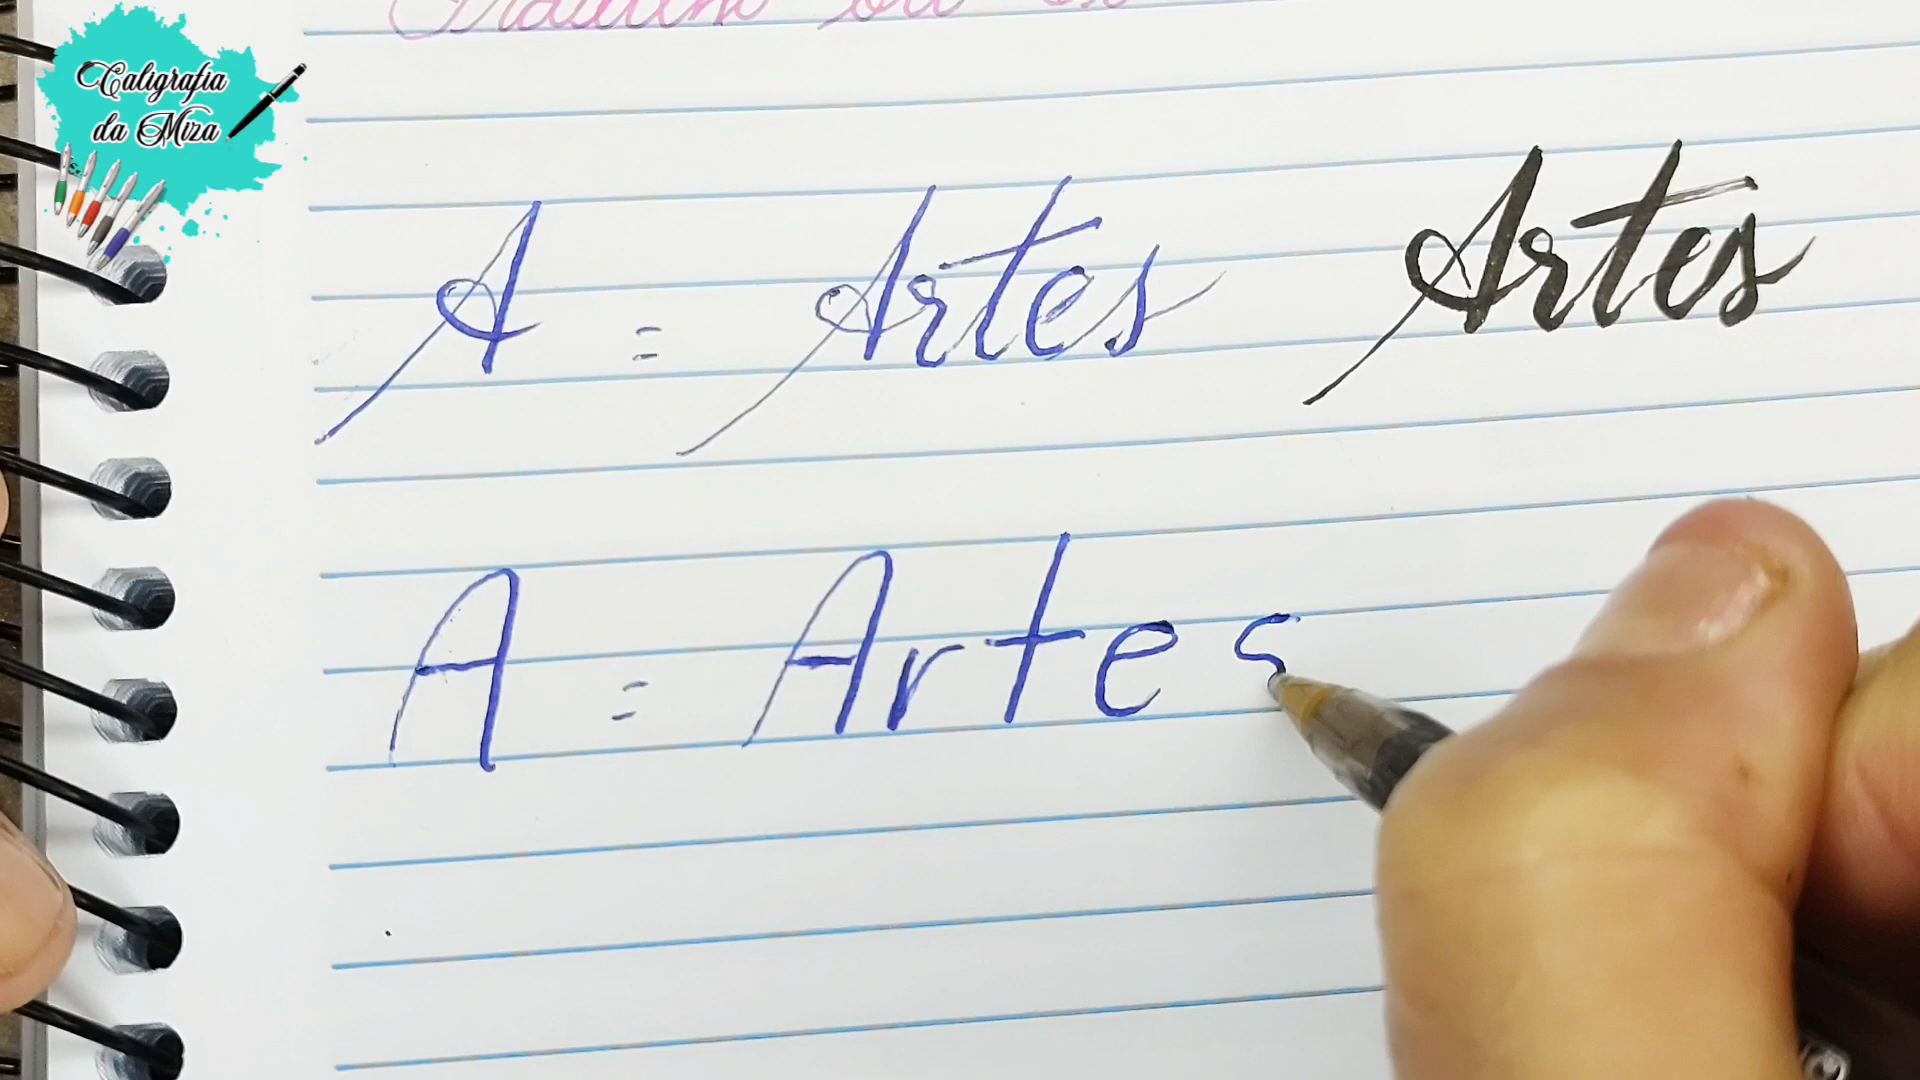 Caligrafia
da Miza
A = Artes Artes
A = Artes